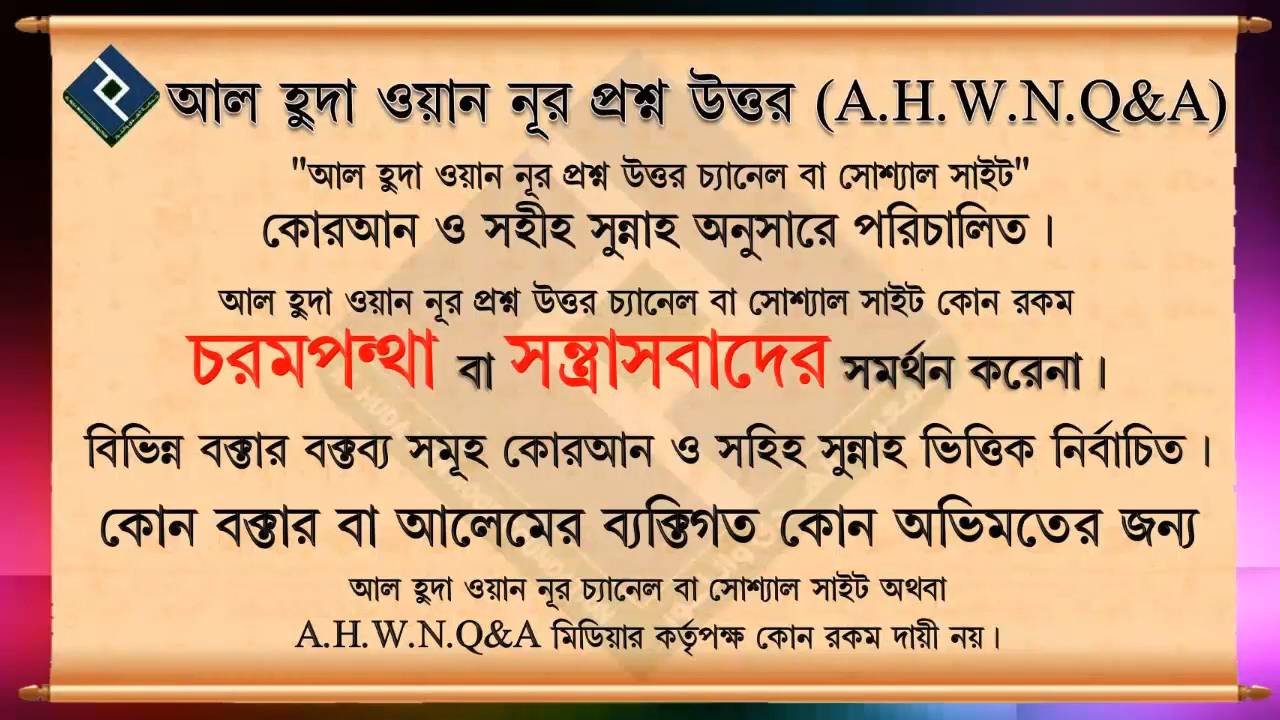 আল হুদা ওয়ান নূর প্রশ্ন উত্তর (A.H.W.N.Q&A)
"আল হুদা ওয়ান নূর প্রশ্ন উত্তর চ্যানেল বা সোশ্যাল সাইট"
কোরআন ও সহীহ সুন্নাহ অনুসারে পরিচালিত।
আল হুদা ওয়ান নূর প্রশ্ন উত্তর চ্যানেল বা সোশ্যাল সাইট কোন রকম
চরমপন্থা বা সন্ত্রাসবাদের সমর্থন করেনা।
বিভিন্ন বক্তার বক্তব্য সমূহ কোরআন ও সহিহ সুন্নাহ ভিত্তিক নির্বাচিত।
কোন বক্তার বা আলেমের ব্যক্তিগত কোন অভিমতের জন্য
আল হুদা ওয়ান নূর চ্যানেল বা সোশ্যাল সাইট অথবা
A.H.W.N.Q&A মিডিয়ার কর্তৃপক্ষ কোন রকম দায়ী নয়।